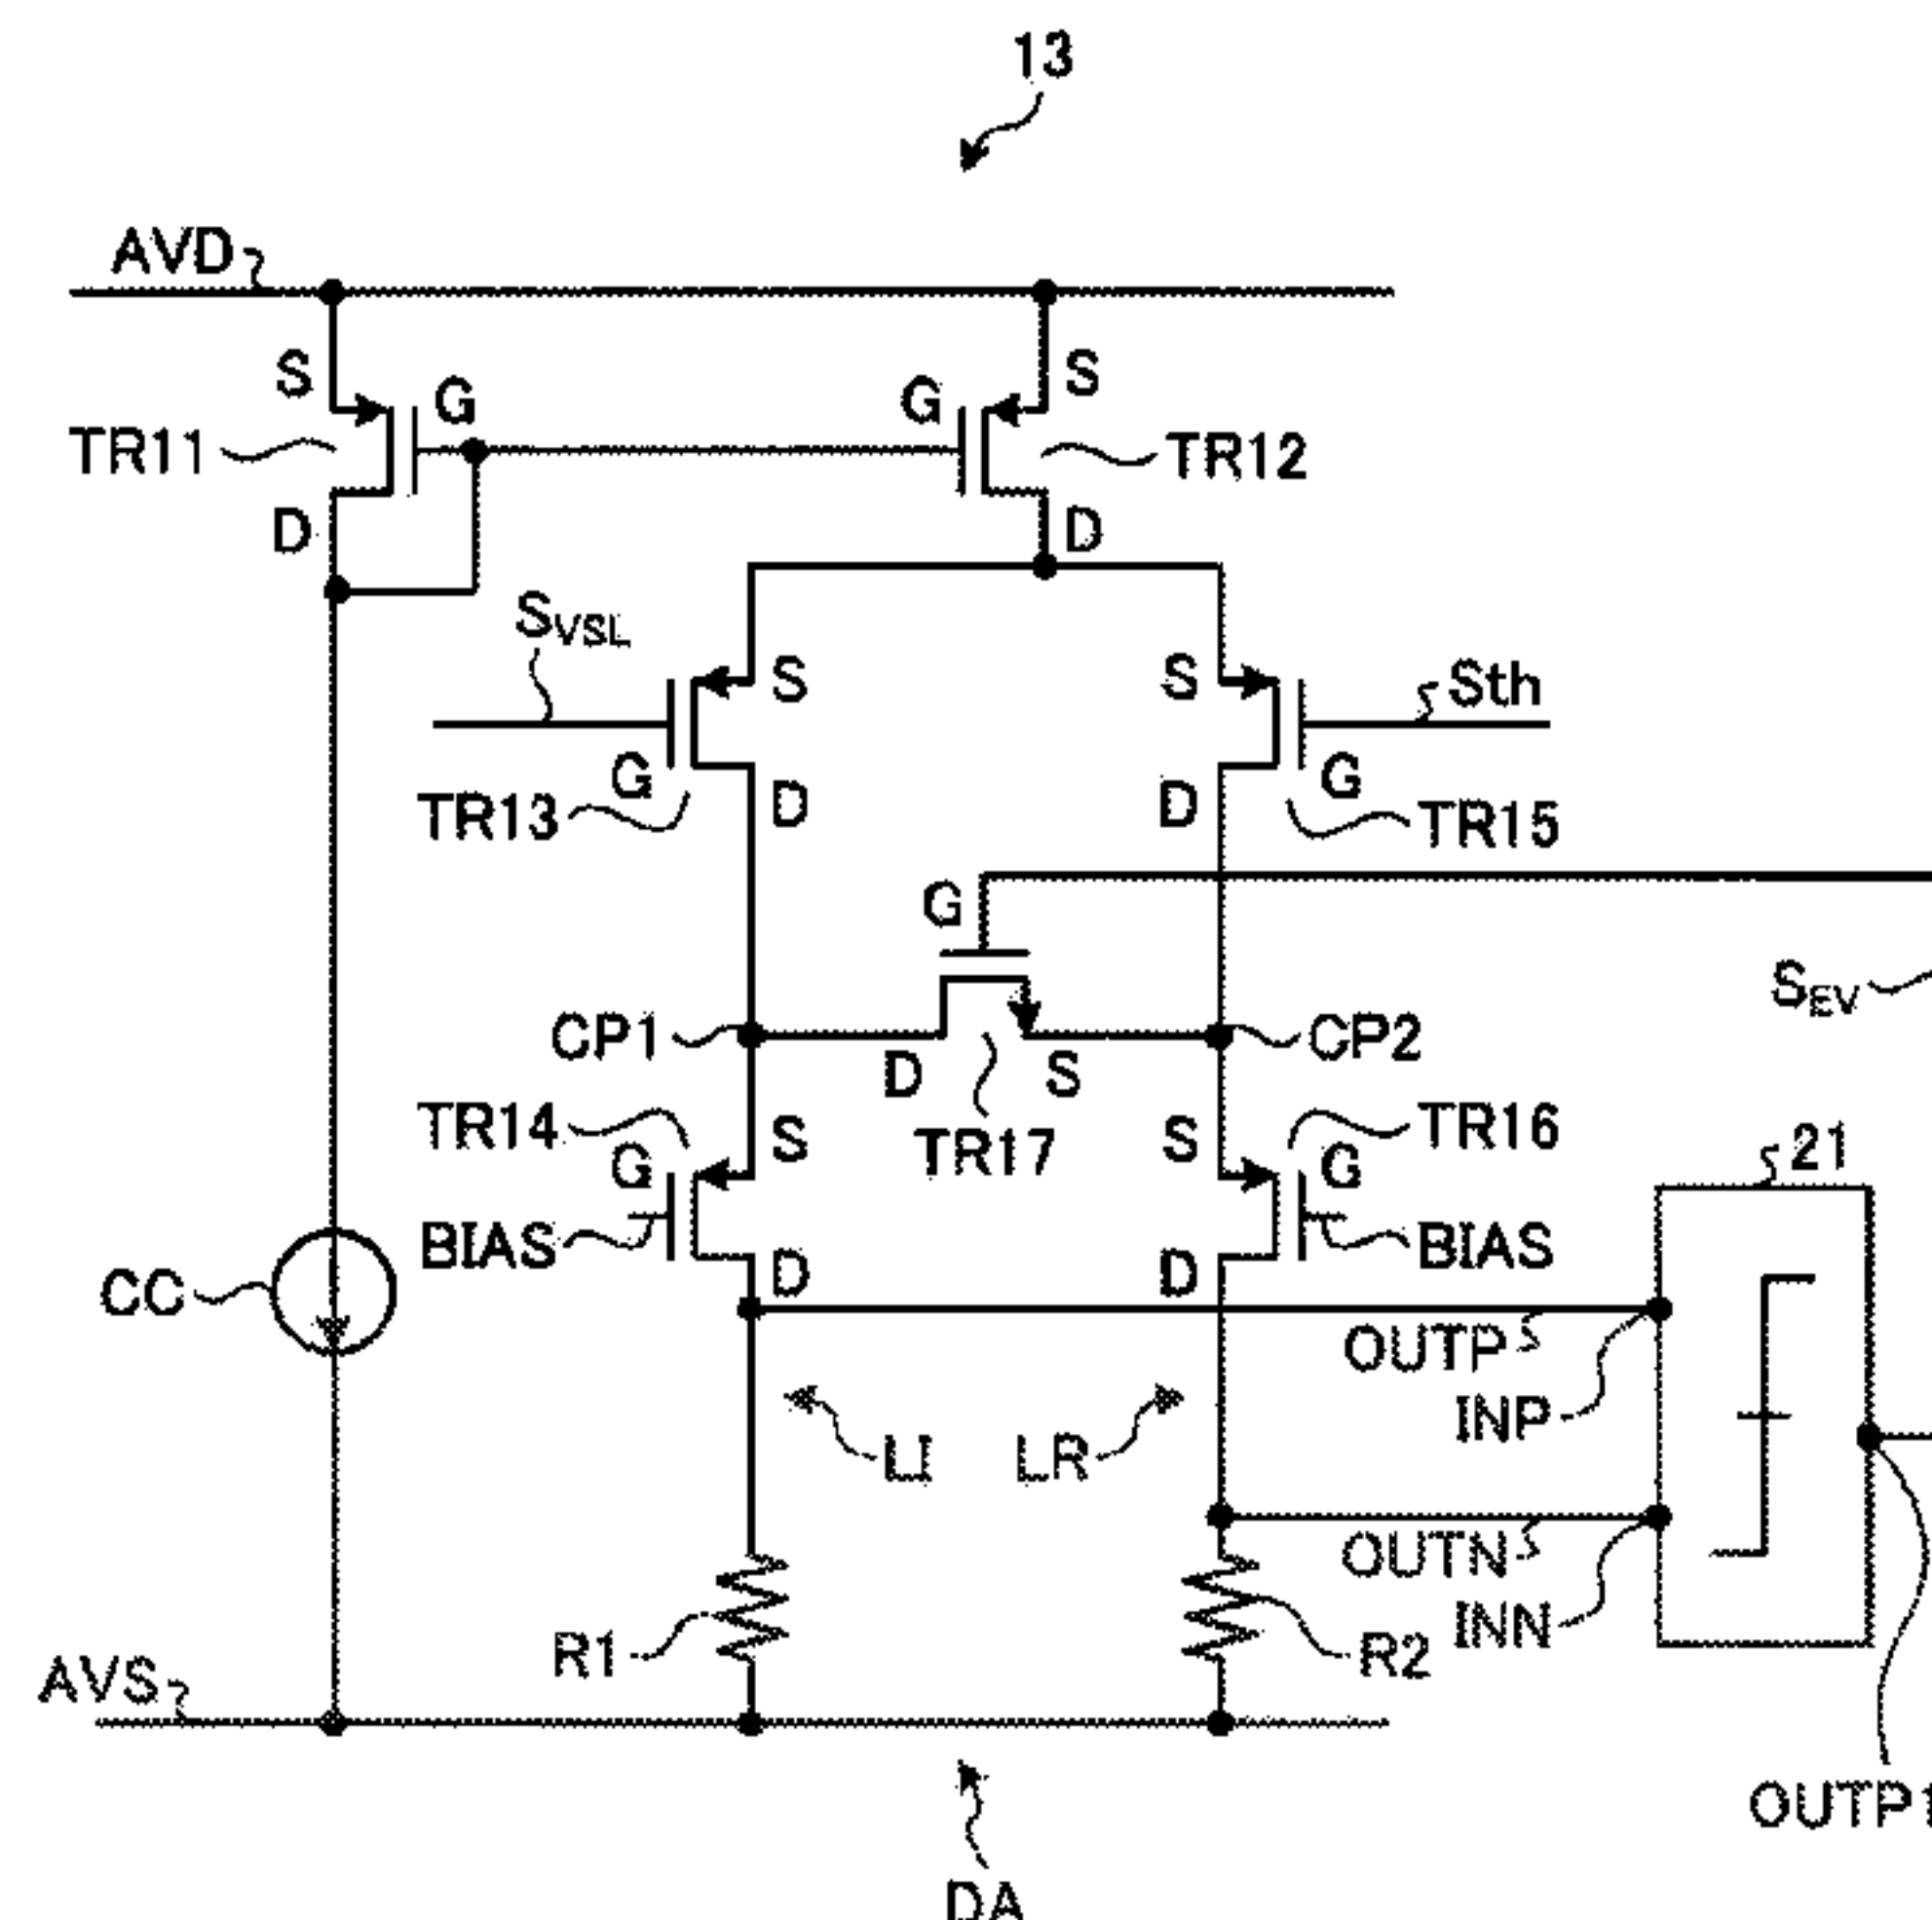 13
AVD
S
G
G
S
TR11
TR12
D
D
SVSL
S
S
Sth
G
G
TR13
D
D
TR15
G
SEV
CP1
CP2
D
S
TR14
S
TR17
S
TR16
G
G
21
BIAS
BIAS
D
D
CC
OUTP
INP
LI
LR
OUTN
INN
R1
R2
AVS
OUTP1
DA